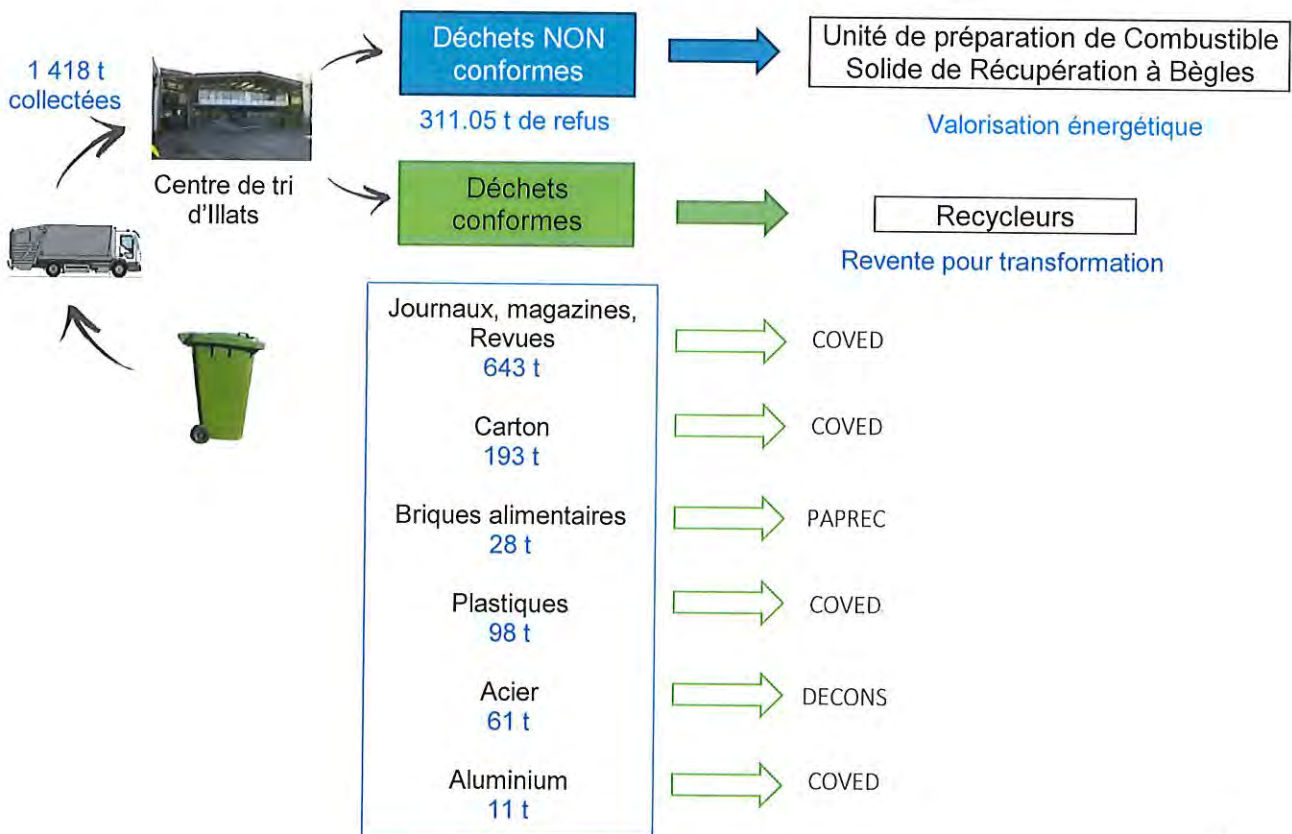 1 418 t
collectées
Centre de tri
d'Illats
Déchets NON
conformes
311.05 t de refus
Unité de préparation de Combustible
Solide de Récupération à Bègles
Valorisation énergétique
Déchets
conformes
Recycleurs
Revente pour transformation
Journaux, magazines,
Revues
643 t
COVED
Carton
193 t
COVED
Briques alimentaires
28 t
PAPREC
Plastiques
98 t
COVED
Acier
61 t
DECONS
Aluminium
11 t
COVED